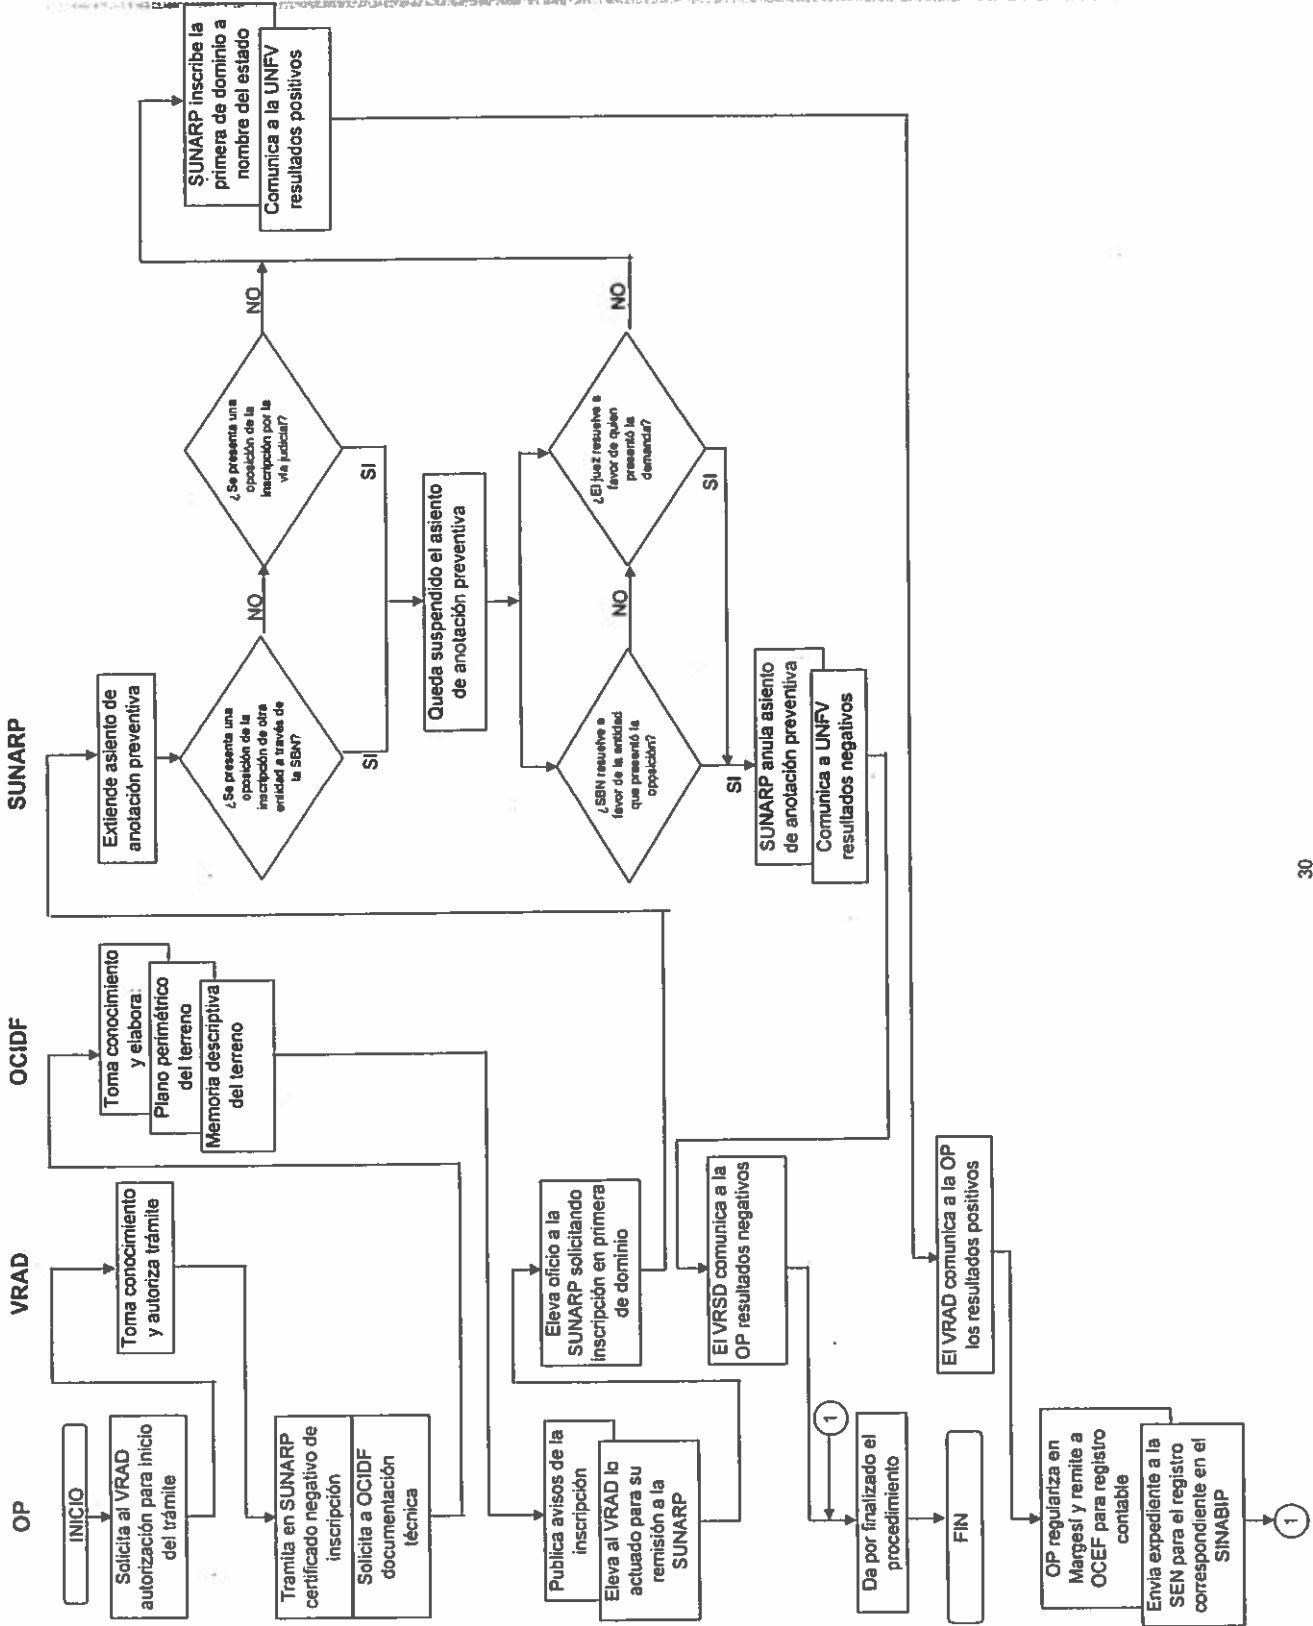 OP
VRAD
OCIDF
SUNARP
INICIO
Solicita al VRAD
autorización para inicio
del trámite
Toma conocimiento
y autoriza trámite
Tramita en SUNARP
certificado negativo de
inscripción
Solicita a OCIDF
documentación
técnica
Toma conocimiento
y elabora:
Plano perimétrico
del terreno
Memoria descriptiva
del terreno
Publica avisos de la
inscripción
Eleva al VRAD lo
actuado para su
remisión a la
SUNARP
Eleva oficio a la
SUNARP solicitando
inscripción en primera
de dominio
Extiende asiento de
anotación preventiva
¿Se presenta una
oposición de la
inscripción de otra
entidad a través de
la SBN?
NO
SI
¿Se presenta una
oposición de la
inscripción por la
vía judicial?
NO
SI
Queda suspendido el asiento
de anotación preventiva
¿SBN resuelve a
favor de la entidad
que presentó la
oposición?
NO
SI
¿El juez resuelve a
favor de quien
presentó la
demanda?
NO
SI
SUNARP inscribe la
primera de dominio a
nombre del estado
Comunica a la UNFV
resultados positivos
SUNARP anula asiento
de anotación preventiva
Comunica a UNFV
resultados negativos
El VRSD comunica a la
OP resultados negativos
1
Da por finalizado el
procedimiento
FIN
El VRAD comunica a la OP
los resultados positivos
OP regulariza en
Margesí y remite a
OCEF para registro
contable
Envia expediente a la
SEN para el registro
correspondiente en el
SINABIP
1
30